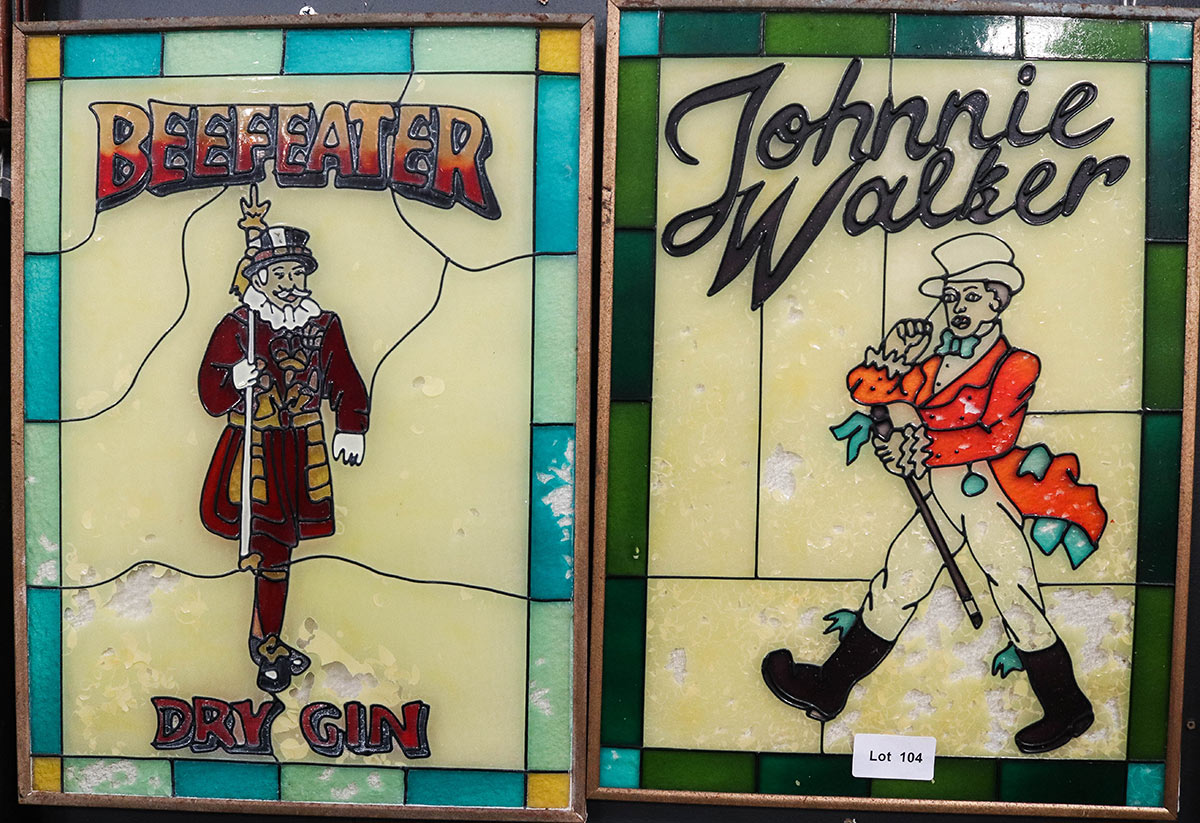 BEEFEATER
DRY GIN
Johnnie
Walker
Lot 104